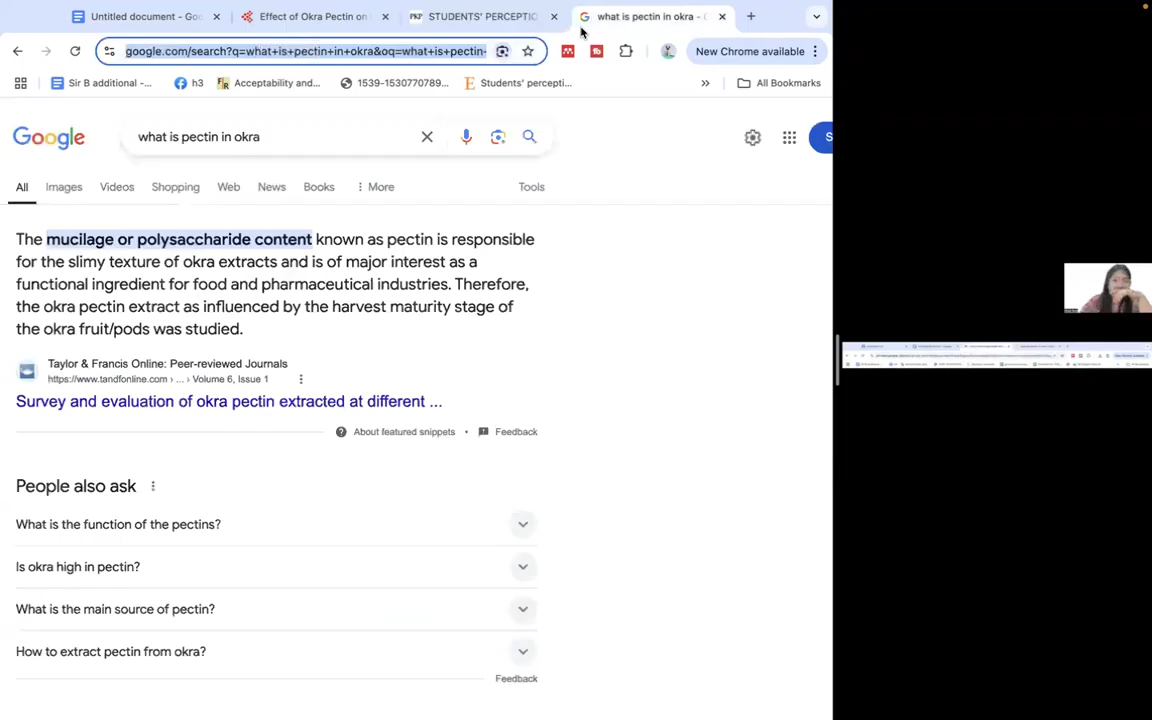 Untitled document - Goo
Effect of Okra Pectin on
PKP
STUDENTS' PERCEPTIO
what is pectin in okra - G
google.com/search?q=what+is+pectin+in+okra&oq=what+is+pectin-
New Chrome available
Sir B additional -...
h3
Acceptability and...
1539-1530770789...
Students' percepti...
»
All Bookmarks
Google
what is pectin in okra
S
All
Images
Videos
Shopping
Web
News
Books
More
Tools
The mucilage or polysaccharide content known as pectin is responsible
for the slimy texture of okra extracts and is of major interest as a
functional ingredient for food and pharmaceutical industries. Therefore,
the okra pectin extract as influenced by the harvest maturity stage of
the okra fruit/pods was studied.
Taylor & Francis Online: Peer-reviewed Journals
https://www.tandfonline.com › ... › Volume 6, Issue 1
Survey and evaluation of okra pectin extracted at different ...
About featured snippets
•
Feedback
People also ask
What is the function of the pectins?
Is okra high in pectin?
What is the main source of pectin?
How to extract pectin from okra?
Feedback